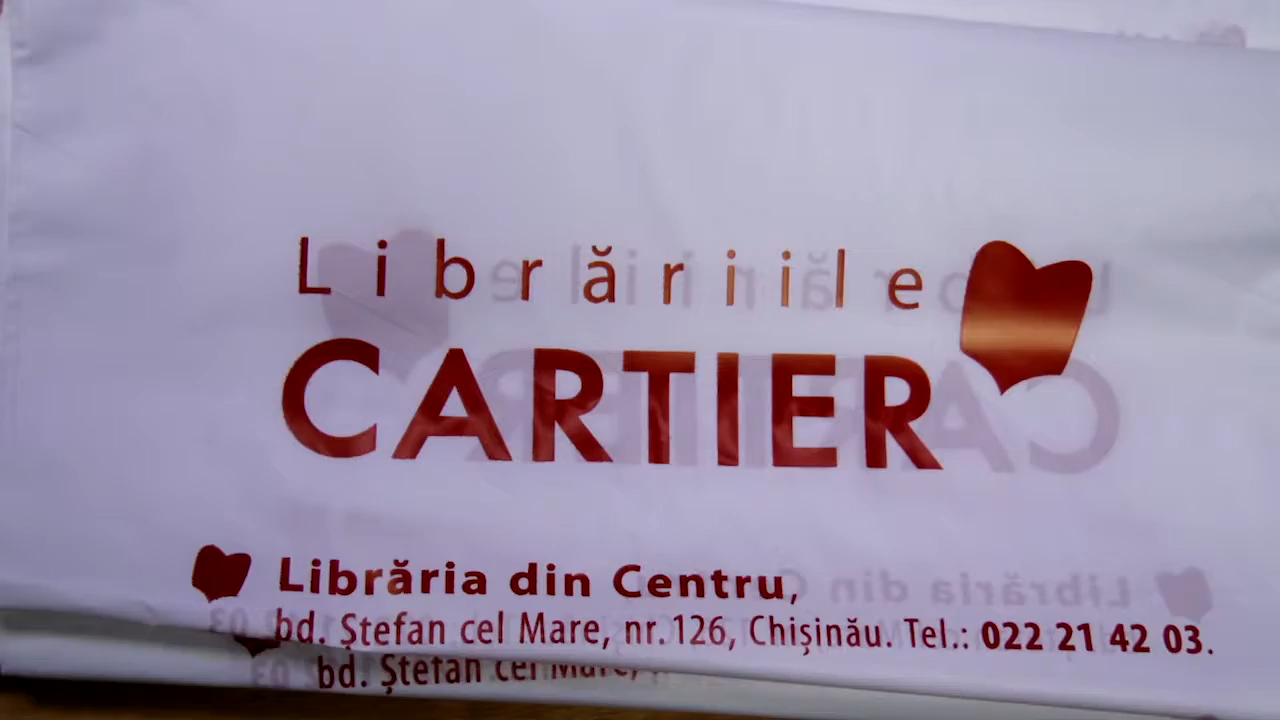 Librăriile
CARTIER
Librăria din Centru,
bd. Ștefan cel Mare, nr. 126, Chișinău. Tel.: 022 21 42 03.
bd. Ștefan cel Mare,